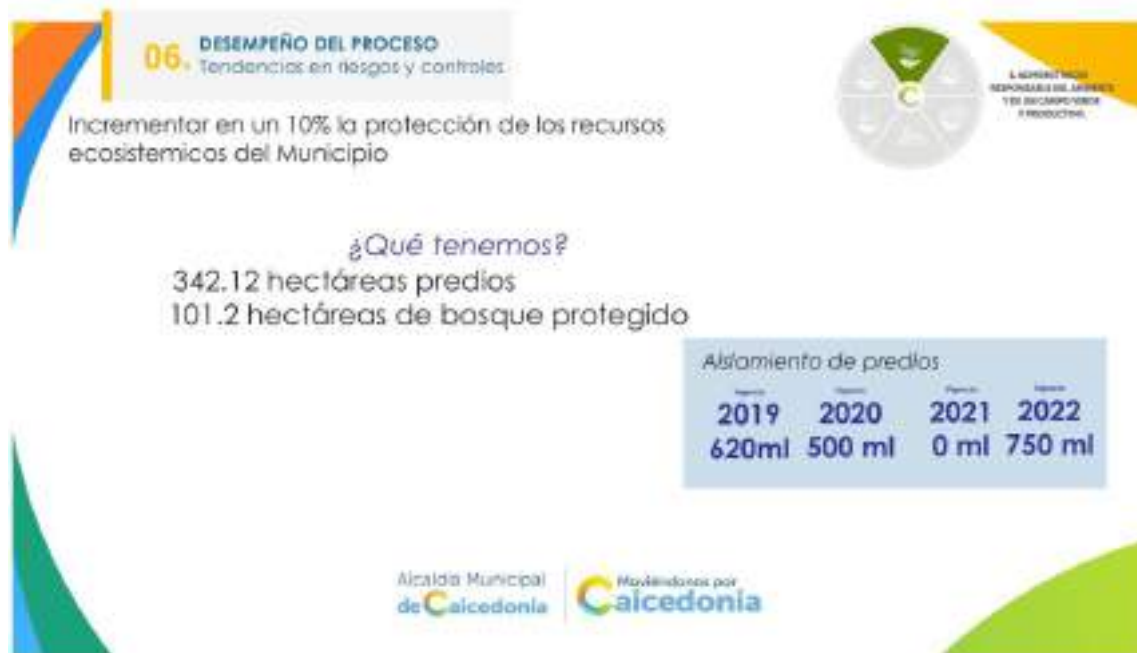 06. DESEMPEÑO DEL PROCESO
Tendencias en riesgos y controles
Incrementar en un 10% la protección de los recursos
ecosistemicos del Municipio
¿Qué tenemos?
342.12 hectáreas predios
101.2 hectáreas de bosque protegido
Aislamiento de predios
2019 2020 2021 2022
620ml 500 ml 0 ml 750 ml
Alcaldía Municipal
de Caicedonia
Moviéndonos por
Caicedonia